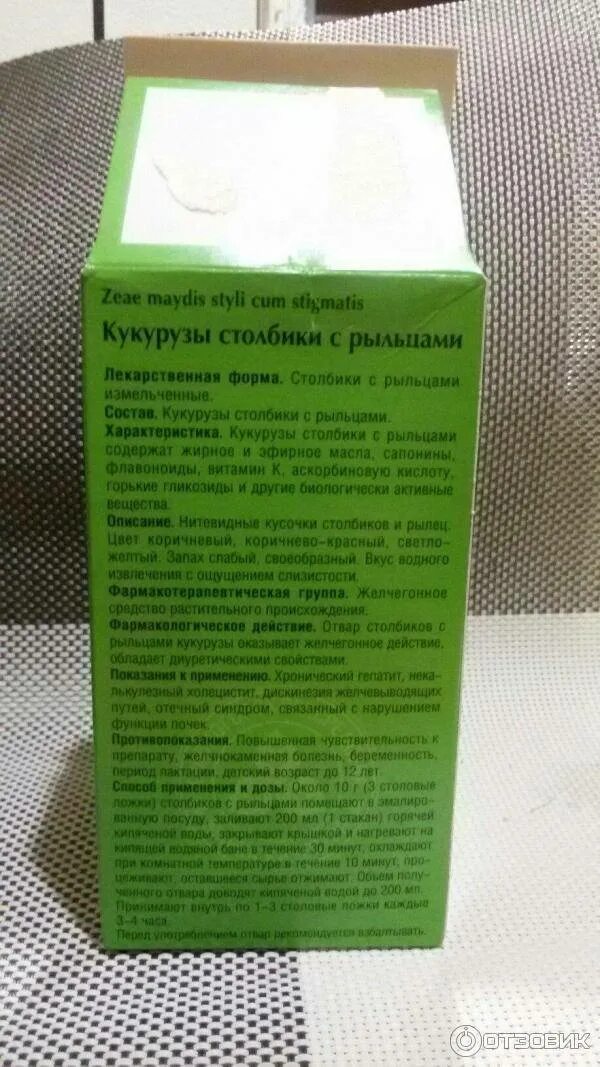 Zeae maydis styli cum stigmatis
Кукурузы столбики с рыльцами
Лекарственная форма. Столбики с рыльцами
измельченные.
Состав. Кукурузы столбики с рыльцами.
Характеристика. Кукурузы столбики с рыльцами
содержат жирное и эфирное масла, сапонины,
флавоноиды, витамин К, аскорбиновую кислоту,
горькие гликозиды и другие биологически активные
вещества.
Описание. Нитевидные кусочки столбиков и рылец.
Цвет коричневый, коричнево-красный, светло-
желтый. Запах слабый, своеобразный. Вкус водного
извлечения с ощущением слизистости.
Фармакотерапевтическая группа. Желчегонное
средство растительного происхождения.
Фармакологическое действие. Отвар столбиков с
рыльцами кукурузы оказывает желчегонное действие,
обладает диуретическими свойствами.
Показания к применению. Хронический гепатит, нека-
лькулезный холецистит, дискинезия желчевыводящих
путей, отечный синдром, связанный с нарушением
функции почек.
Противопоказания. Повышенная чувствительность к
препарату, желчнокаменная болезнь, беременность,
период лактации, детский возраст до 12 лет.
Способ применения и дозы. Около 10 г (3 столовые
ложки) столбиков с рыльцами помещают в эмалиро-
ванную посуду, заливают 200 мл (1 стакан) горячей
кипяченой воды, закрывают крышкой и нагревают на
кипящей водяной бане в течение 30 минут, охлаждают
при комнатной температуре в течение 10 минут, про-
цеживают, оставшееся сырье отжимают. Объем полу-
ченного отвара доводят кипяченой водой до 200 мл.
Принимают внутрь по 1-3 столовые ложки каждые
3-4 часа.
Перед употреблением отвар рекомендуется взбалтывать.
ОТЗОВИК